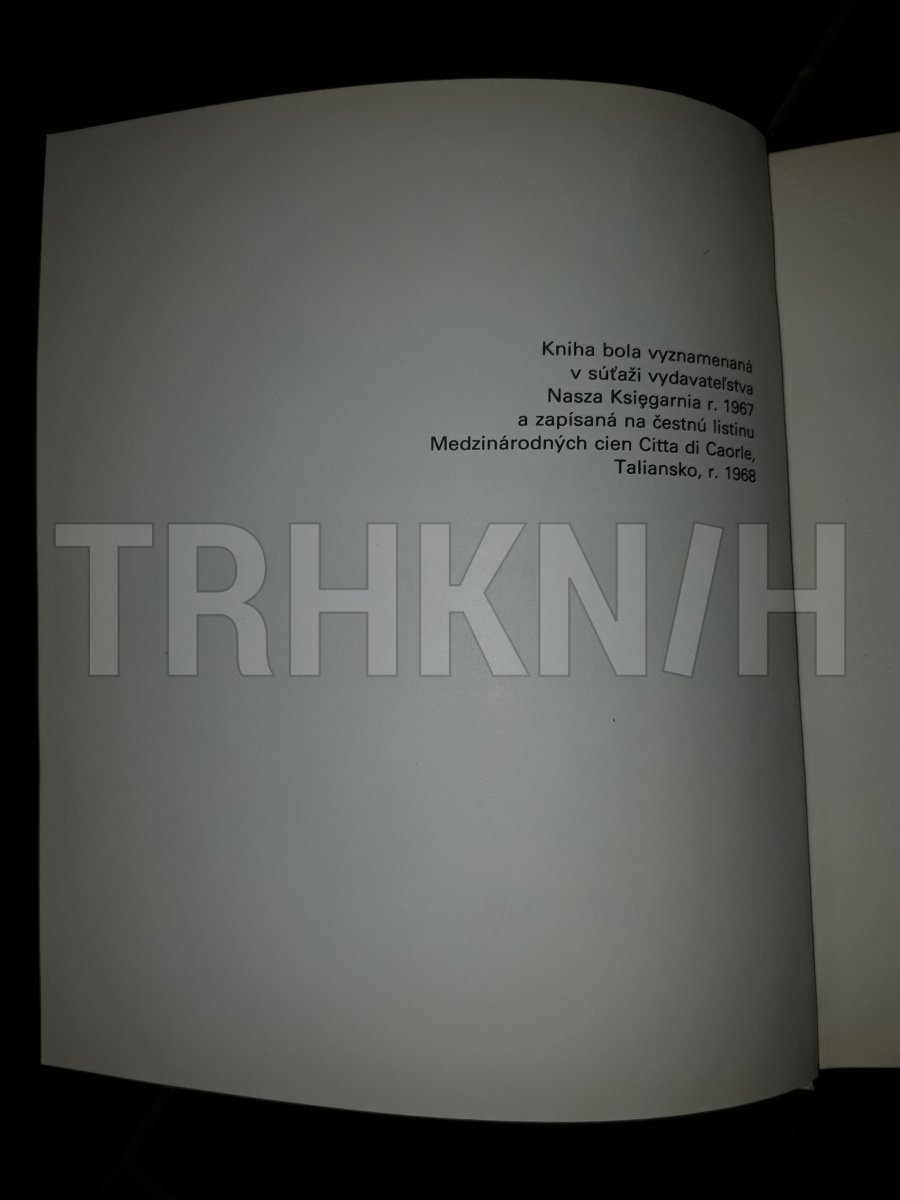 Kniha bola vyznamenaná
v súťaži vydavateľstva
Nasza Księgarnia r. 1967
a zapísaná na čestnú listinu
Medzinárodných cien Citta di Caorle,
Taliansko, r. 1968
TRHKNIH